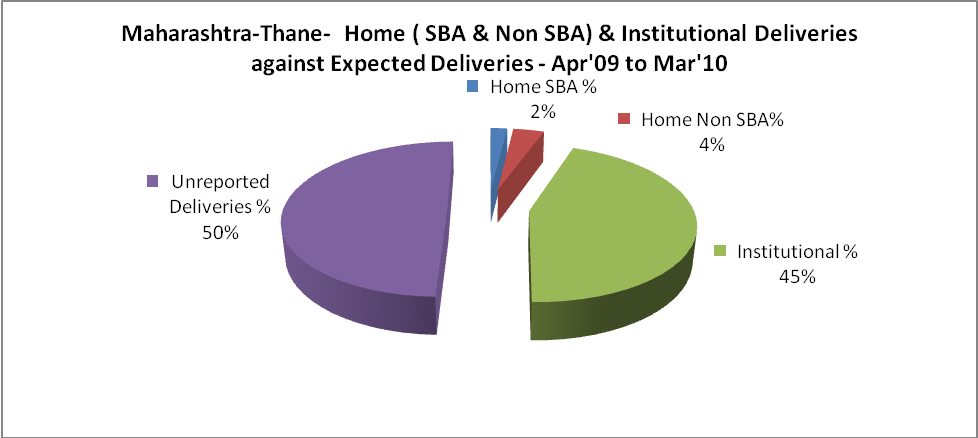 Maharashtra-Thane- Home ( SBA & Non SBA) & Institutional Deliveries
against Expected Deliveries - Apr'09 to Mar'10
Home SBA %
2%
Home Non SBA%
4%
Institutional %
45%
Unreported
Deliveries %
50%